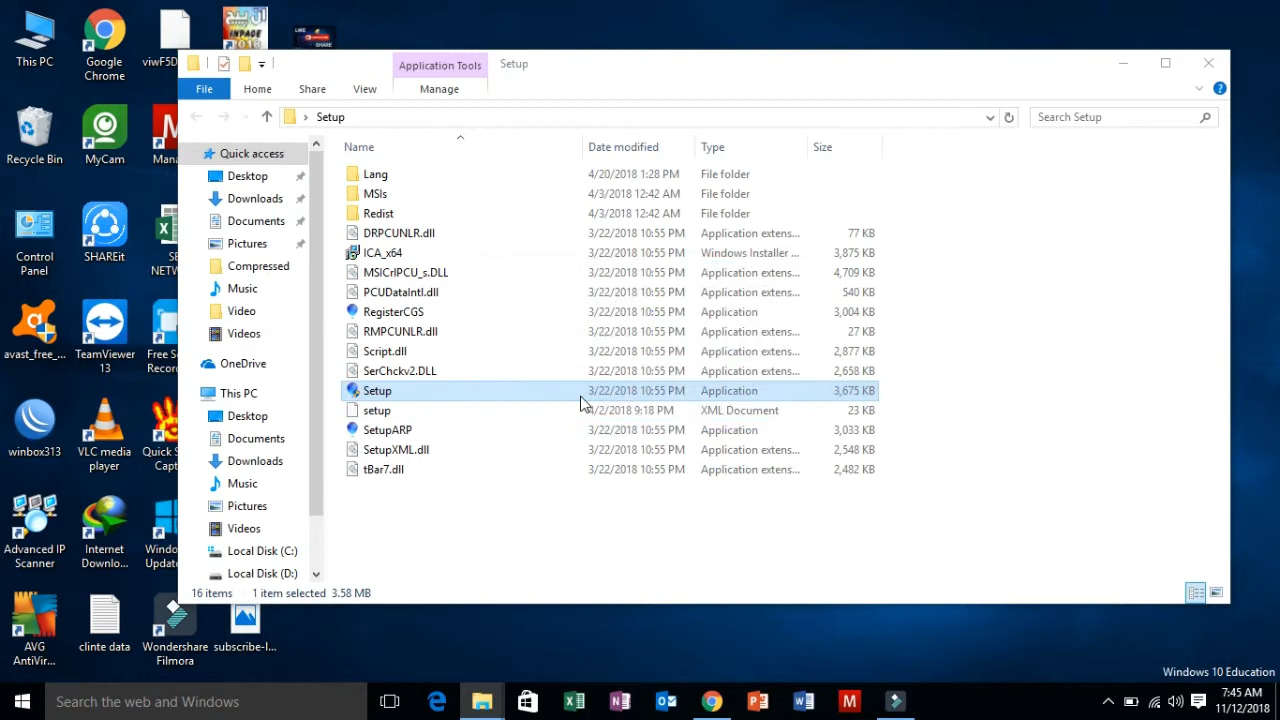 This PC
Google
Chrome
viwF5D...
ان پیج
INPAGE
LIKE
SHARE
Recycle Bin
MyCam
Mana
Control
Panel
SHAREit
SE
NETW
avast_free_...
TeamViewer
13
Free S
Record
winbox313
VLC media
player
Quick S
Capt
Advanced IP
Scanner
Internet
Downlo...
Windo
Updat
AVG
AntiVir...
clinte data
Wondershare
Filmora
subscribe-l...
Application Tools
Setup
File
Home
Share
View
Manage
Setup
Search Setup
Quick access
Desktop
Downloads
Documents
Pictures
Compressed
Music
Video
Videos
OneDrive
This PC
Desktop
Documents
Downloads
Music
Pictures
Videos
Local Disk (C:)
Local Disk (D:)
Name Date modified Type Size
Lang 4/20/2018 1:28 PM File folder
MSIs 4/3/2018 12:42 AM File folder
Redist 4/3/2018 12:42 AM File folder
DRPCUNLR.dll 3/22/2018 10:55 PM Application extens... 77 KB
ICA_x64 3/22/2018 10:55 PM Windows Installer ... 3,875 KB
MSICrlPCU_s.DLL 3/22/2018 10:55 PM Application extens... 4,709 KB
PCUDataIntl.dll 3/22/2018 10:55 PM Application extens... 540 KB
RegisterCGS 3/22/2018 10:55 PM Application 3,004 KB
RMPCUNLR.dll 3/22/2018 10:55 PM Application extens... 27 KB
Script.dll 3/22/2018 10:55 PM Application extens... 2,877 KB
SerChckv2.DLL 3/22/2018 10:55 PM Application extens... 2,658 KB
Setup 3/22/2018 10:55 PM Application 3,675 KB
setup 4/2/2018 9:18 PM XML Document 23 KB
SetupARP 3/22/2018 10:55 PM Application 3,033 KB
SetupXML.dll 3/22/2018 10:55 PM Application extens... 2,548 KB
tBar7.dll 3/22/2018 10:55 PM Application extens... 2,482 KB
16 items 1 item selected 3.58 MB
Windows 10 Education
Search the web and Windows
7:45 AM
11/12/2018